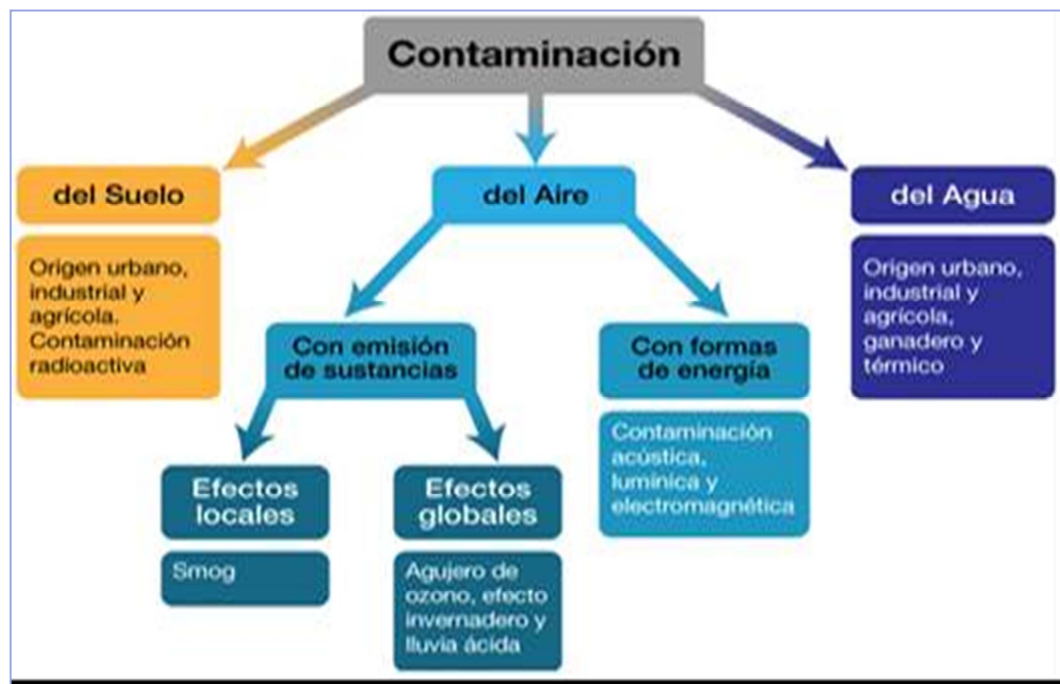 Contaminación
del Suelo
Origen urbano,
industrial y
agrícola.
Contaminación
radioactiva
del Aire
Con emisión
de sustancias
Efectos
locales
Smog
Efectos
globales
Agujero de
ozono, efecto
invernadero y
lluvia ácida
Con formas
de energía
Contaminación
acústica,
lumínica y
electromagnética
del Agua
Origen urbano,
industrial y
agrícola,
ganadero y
térmico